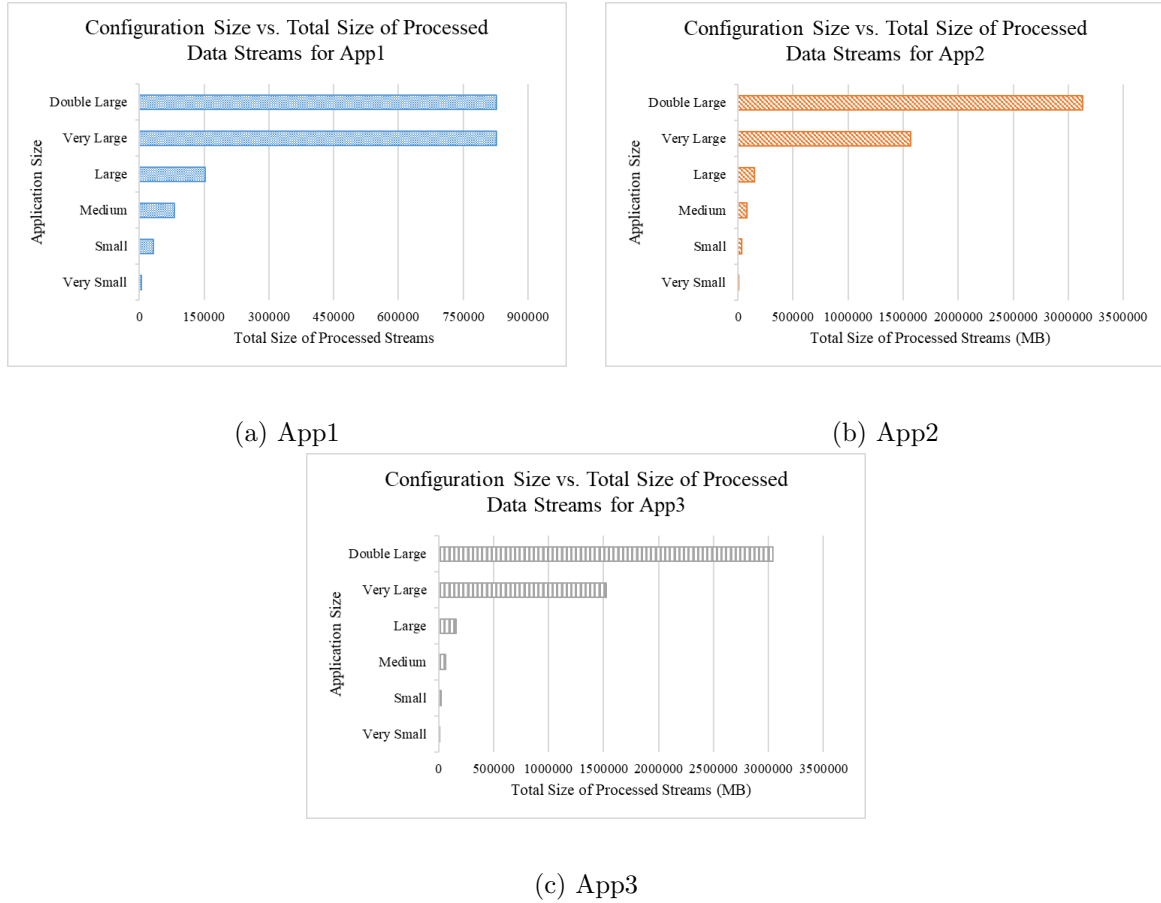 Configuration Size vs. Total Size of Processed
Data Streams for App1
Application Size
Double Large
Very Large
Large
Medium
Small
Very Small
0 150000 300000 450000 600000 750000 900000
Total Size of Processed Streams
(a) App1
Configuration Size vs. Total Size of Processed
Data Streams for App2
Application Size
Double Large
Very Large
Large
Medium
Small
Very Small
0 500000 1000000 1500000 2000000 2500000 3000000 3500000
Total Size of Processed Streams (MB)
(b) App2
Configuration Size vs. Total Size of Processed
Data Streams for App3
Application Size
Double Large
Very Large
Large
Medium
Small
Very Small
0 500000 1000000 1500000 2000000 2500000 3000000 3500000
Total Size of Processed Streams (MB)
(c) App3